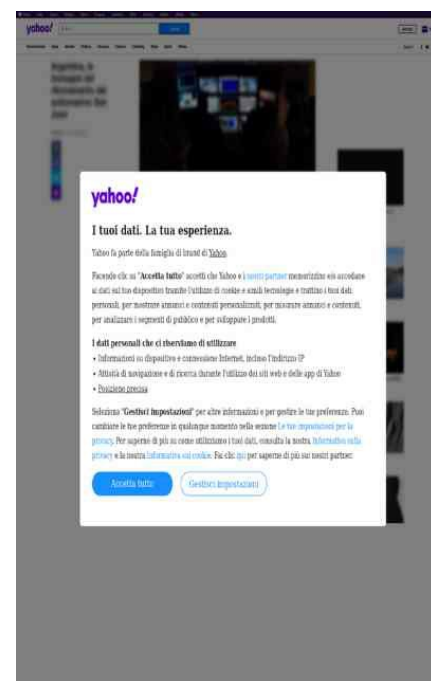 yahoo!
yahoo!
I tuoi dati. La tua esperienza.
Yahoo fa parte della famiglia di brand di Yahoo.
Facendo clic su "Accetta tutto" accetti che Yahoo e i nostri partner memorizzino e/o accedano
ai dati sul tuo dispositivo tramite l'utilizzo di cookie e simili tecnologie e trattino i tuoi dati
personali, per mostrare annunci e contenuti personalizzati, per misurare annunci e contenuti,
per analizzare i segmenti di pubblico e per sviluppare i prodotti.
I dati personali che ci riserviamo di utilizzare
• Informazioni su dispositivo e connessione Internet, incluso l'indirizzo IP
• Attività di navigazione e di ricerca durante l'utilizzo dei siti web e delle app di Yahoo
• Posizione precisa
Seleziona "Gestisci impostazioni" per altre informazioni e per gestire le tue preferenze. Puoi
cambiare le tue preferenze in qualunque momento nella sezione Le tue impostazioni per la
privacy. Per saperne di più su come utilizziamo i tuoi dati, consulta la nostra Informativa sulla
privacy e la nostra Informativa sui cookie. Fai clic qui per saperne di più sui nostri partner.
Accetta tutto
Gestisci impostazioni